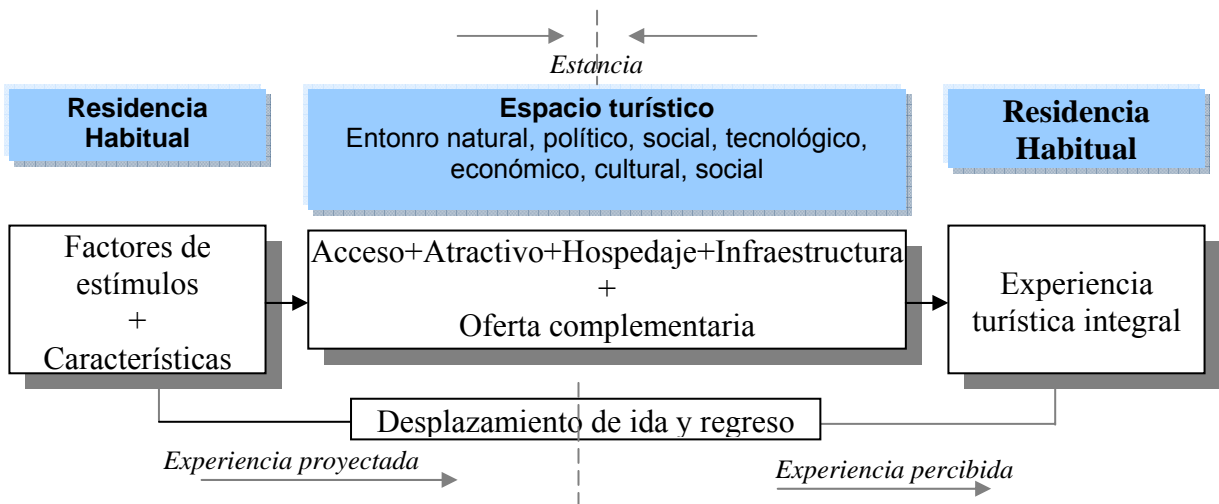 Estancia
Residencia
Habitual
Espacio turístico
Entonro natural, político, social, tecnológico,
económico, cultural, social
Residencia
Habitual
Factores de
estímulos
+
Características
Acceso+Atractivo+Hospedaje+Infraestructura
+
Oferta complementaria
Experiencia
turística integral
Desplazamiento de ida y regreso
Experiencia proyectada
Experiencia percibida